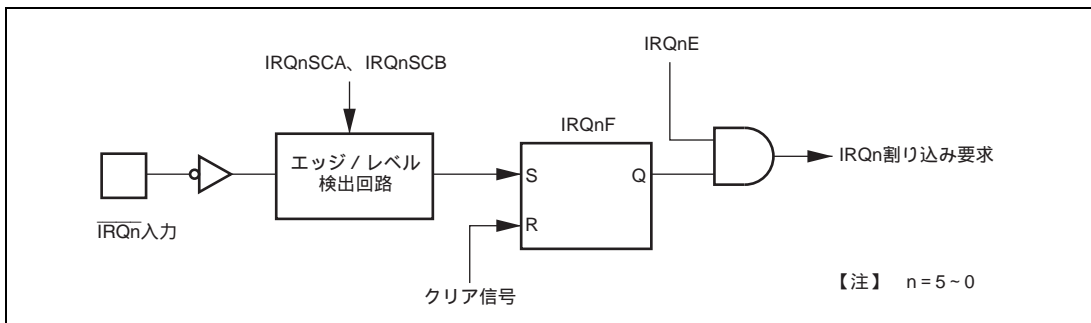 IRQnE
IRQnSCA、IRQnSCB
IRQnF
エッジ / レベル
検出回路
S
Q
IRQn割り込み要求
R
IRQn入力
クリア信号
【注】 n = 5 ~ 0